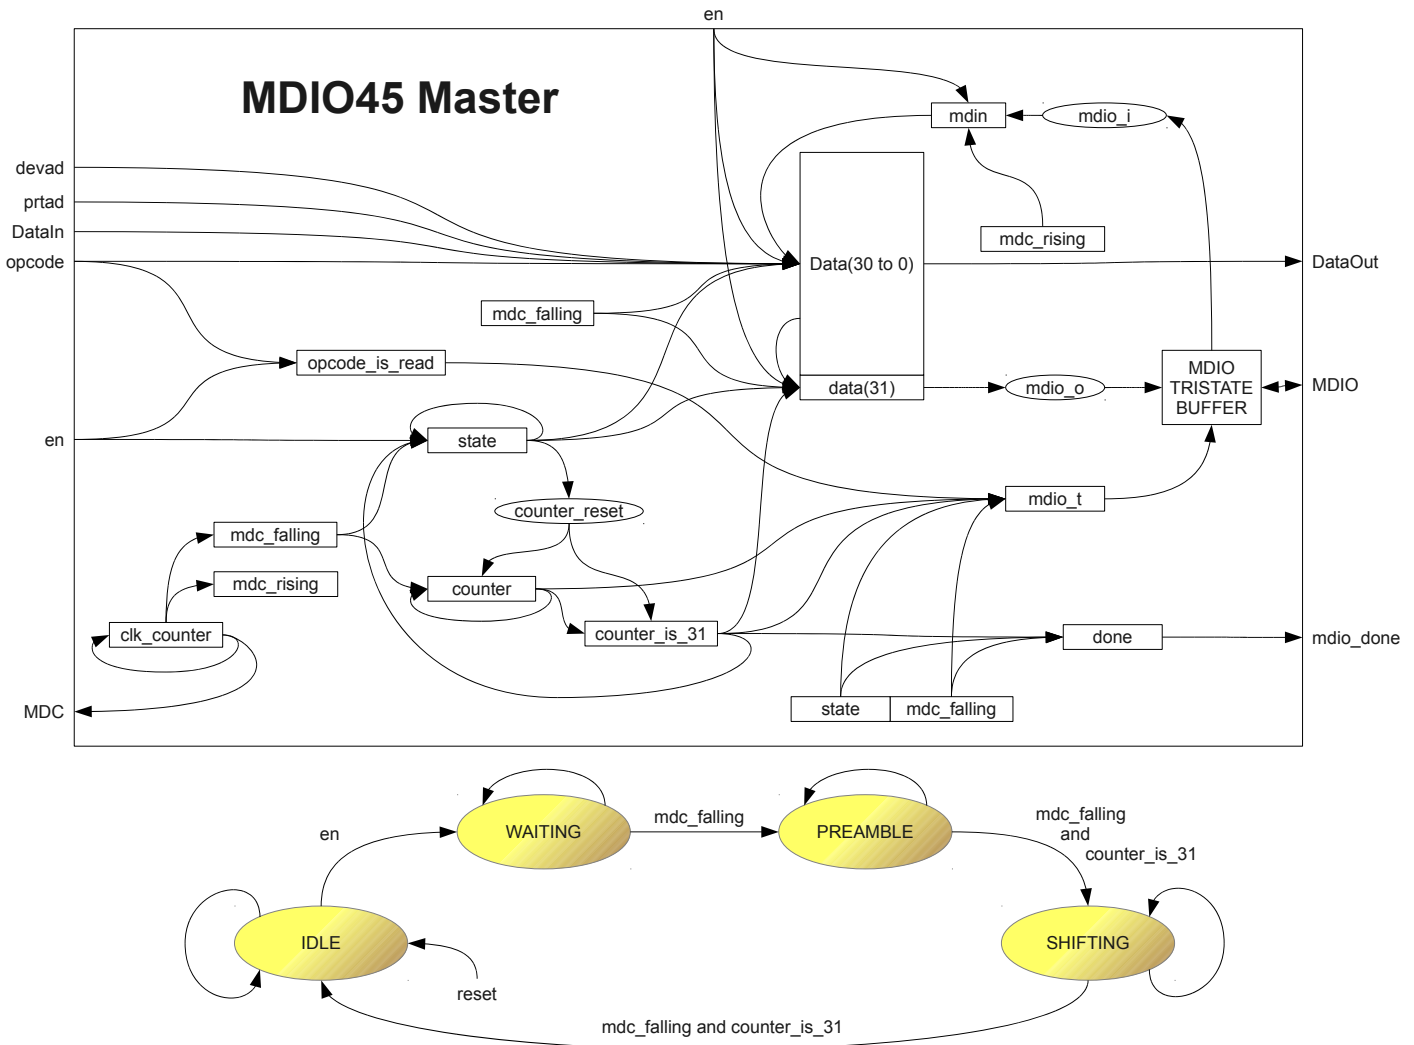 en
MDIO45 Master
mdin
mdio_i
devad
prtad
DataIn
opcode
mdc_rising
Data(30 to 0)
DataOut
mdc_falling
opcode_is_read
data(31)
mdio_o
MDIO
TRISTATE
BUFFER
MDIO
en
state
mdio_t
counter_reset
mdc_falling
mdc_rising
counter
clk_counter
counter_is_31
done
mdio_done
MDC
state
mdc_falling
en
WAITING
mdc_falling
PREAMBLE
mdc_falling
and
counter_is_31
IDLE
SHIFTING
reset
mdc_falling and counter_is_31